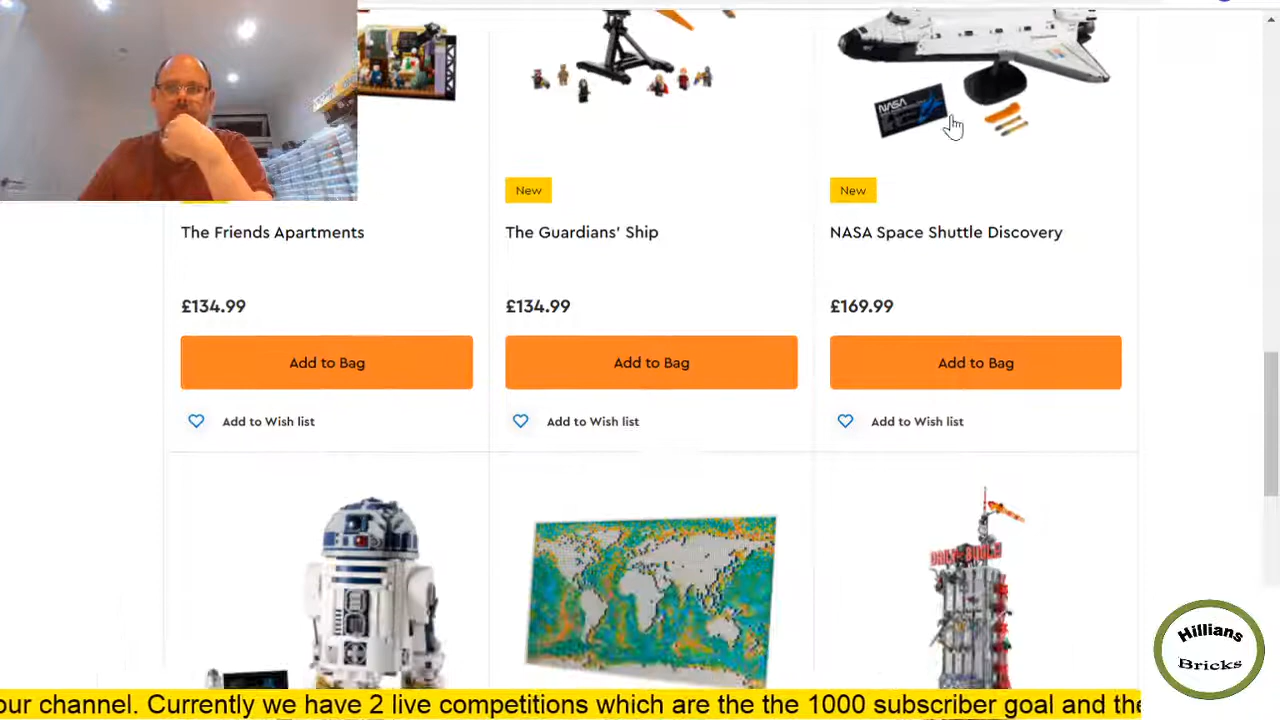 NASA
New
New
The Friends Apartments
The Guardians' Ship
NASA Space Shuttle Discovery
£134.99
£134.99
£169.99
Add to Bag
Add to Bag
Add to Bag
Add to Wish list
Add to Wish list
Add to Wish list
DAILY BUGLE
Hillians
Bricks
our channel. Currently we have 2 live competitions which are the the 1000 subscriber goal and the